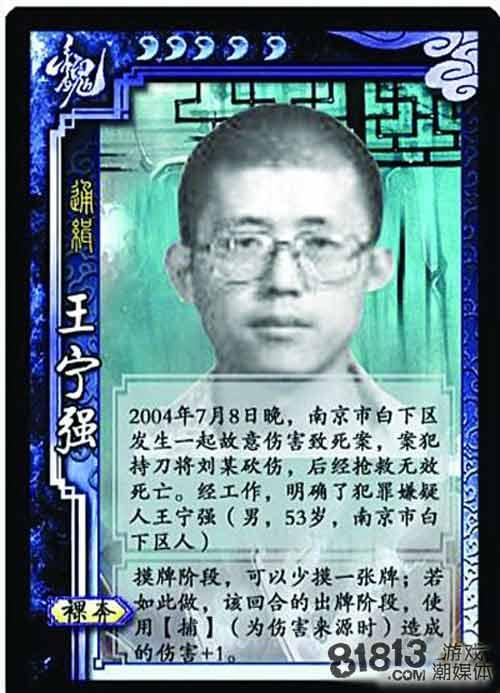 魏
通缉
王宁强
2004年7月8日晚，南京市白下区
发生一起故意伤害致死案，案犯
持刀将刘某砍伤，后经抢救无效
死亡。经工作，明确了犯罪嫌疑
人王宁强（男，53岁，南京市白
下区人）
裸奔
摸牌阶段，可以少摸一张牌；若
如此做，该回合的出牌阶段，使
用【捕】（为伤害来源时）造成
的伤害+1。
81813
.COM
游戏
潮媒体